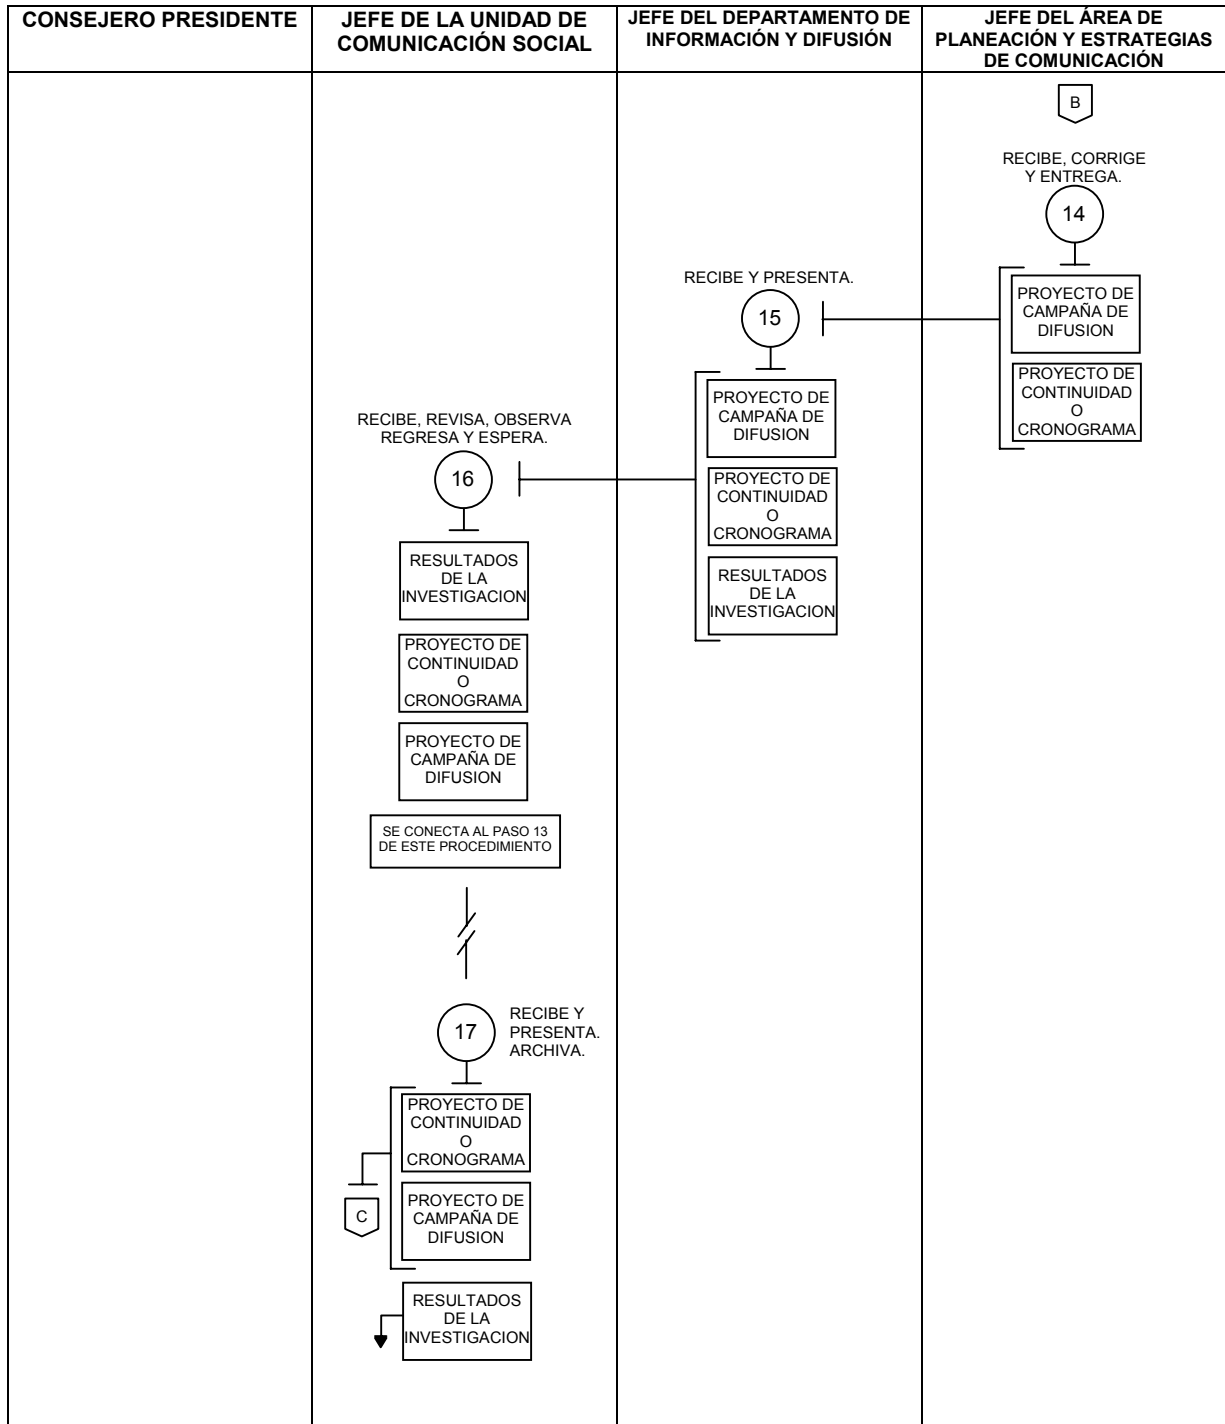 CONSEJERO PRESIDENTE
JEFE DE LA UNIDAD DE
COMUNICACIÓN SOCIAL
JEFE DEL DEPARTAMENTO DE
INFORMACIÓN Y DIFUSIÓN
JEFE DEL ÁREA DE
PLANEACIÓN Y ESTRATEGIAS
DE COMUNICACIÓN
B
RECIBE, CORRIGE
Y ENTREGA.
14
PROYECTO DE
CAMPAÑA DE
DIFUSION
PROYECTO DE
CONTINUIDAD
O
CRONOGRAMA
RECIBE Y PRESENTA.
15
PROYECTO DE
CAMPAÑA DE
DIFUSION
PROYECTO DE
CONTINUIDAD
O
CRONOGRAMA
RESULTADOS
DE LA
INVESTIGACION
RECIBE, REVISA, OBSERVA
REGRESA Y ESPERA.
16
RESULTADOS
DE LA
INVESTIGACION
PROYECTO DE
CONTINUIDAD
O
CRONOGRAMA
PROYECTO DE
CAMPAÑA DE
DIFUSION
SE CONECTA AL PASO 13
DE ESTE PROCEDIMIENTO
17
RECIBE Y
PRESENTA.
ARCHIVA.
PROYECTO DE
CONTINUIDAD
O
CRONOGRAMA
C
PROYECTO DE
CAMPAÑA DE
DIFUSION
RESULTADOS
DE LA
INVESTIGACION